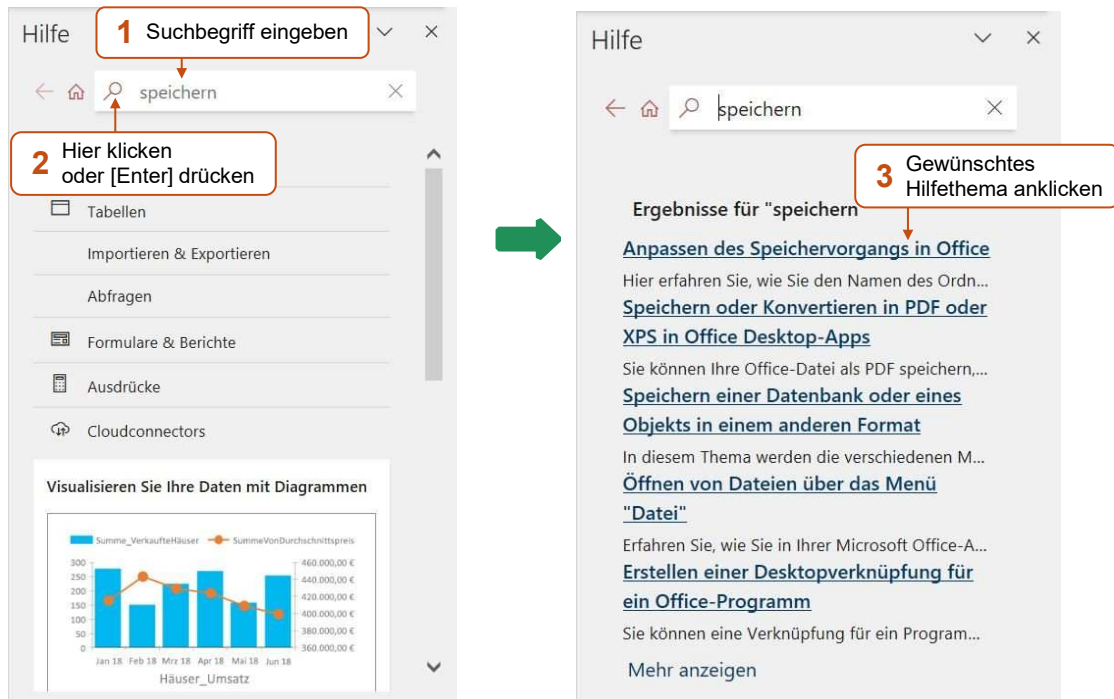 Hilfe
1 Suchbegriff eingeben
speichern
2 Hier klicken
oder [Enter] drücken
Tabellen
Importieren & Exportieren
Abfragen
Formulare & Berichte
Ausdrücke
Cloudconnectors
Visualisieren Sie Ihre Daten mit Diagrammen
Summe_VerkaufteHäuser SummeVonDurchschnittspreis
300 460.000,00 €
250 440.000,00 €
200 420.000,00 €
150
100 400.000,00 €
50 380.000,00 €
0 360.000,00 €
Jan 18 Feb 18 Mrz 18 Apr 18 Mai 18 Jun 18
Häuser_Umsatz
Hilfe
speichern
3 Gewünschtes
Hilfethema anklicken
Ergebnisse für "speichern
Anpassen des Speichervorgangs in Office
Hier erfahren Sie, wie Sie den Namen des Ordn...
Speichern oder Konvertieren in PDF oder
XPS in Office Desktop-Apps
Sie können Ihre Office-Datei als PDF speichern,...
Speichern einer Datenbank oder eines
Objekts in einem anderen Format
In diesem Thema werden die verschiedenen M...
Öffnen von Dateien über das Menü
"Datei"
Erfahren Sie, wie Sie in Ihrer Microsoft Office-A...
Erstellen einer Desktopverknüpfung für
ein Office-Programm
Sie können eine Verknüpfung für ein Program...
Mehr anzeigen